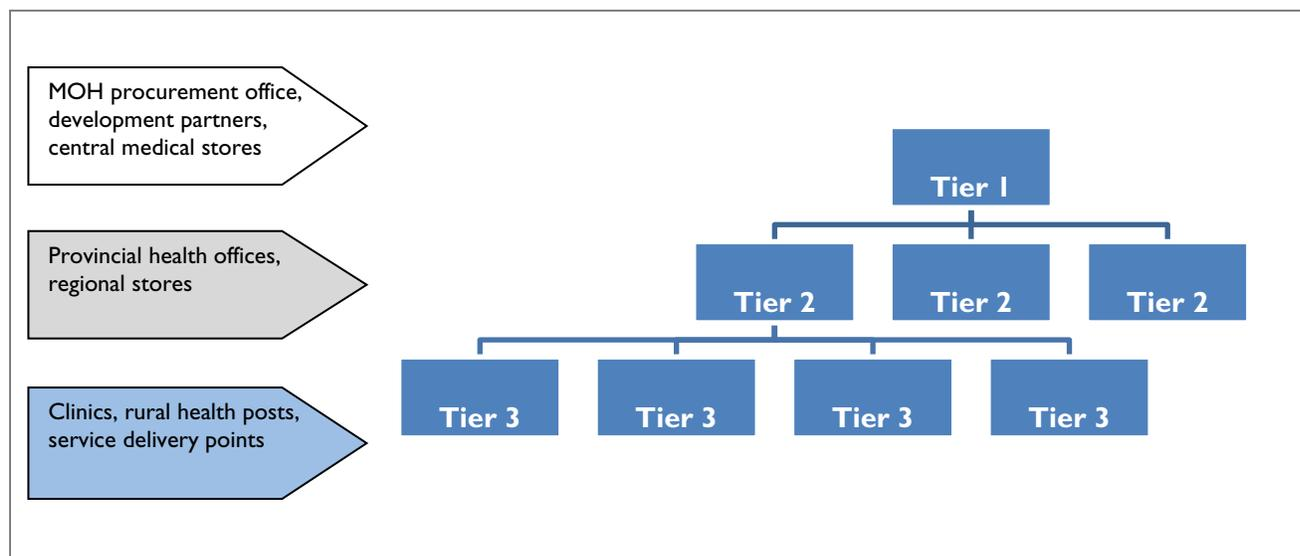 MOH procurement office,
development partners,
central medical stores
Tier 1
Provincial health offices,
regional stores
Tier 2
Tier 2
Tier 2
Clinics, rural health posts,
service delivery points
Tier 3
Tier 3
Tier 3
Tier 3